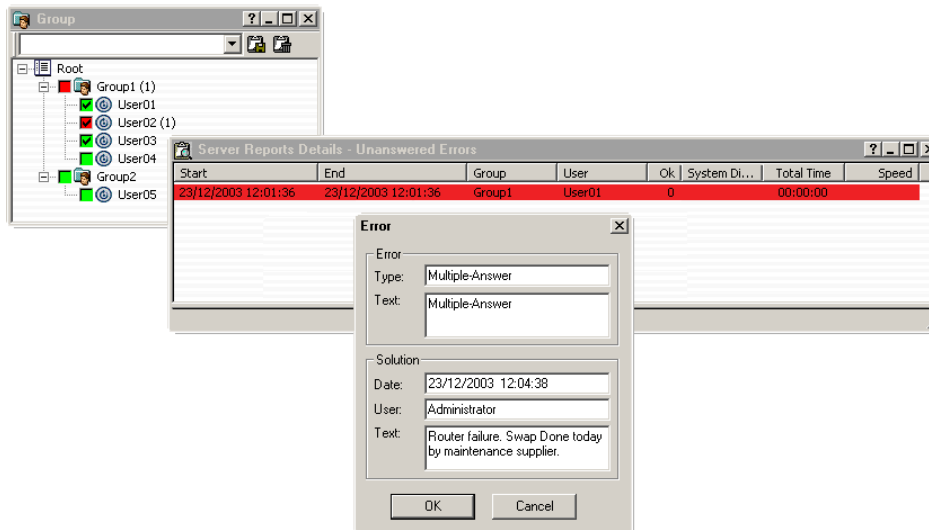 Group
Root
Group1 (1)
User01
User02 (1)
User03
User04
Group2
User05
Server Reports Details - Unanswered Errors
Start End Group User Ok System Di... Total Time Speed
23/12/2003 12:01:36 23/12/2003 12:01:36 Group1 User01 0 00:00:00
Error
Error
Type: Multiple-Answer
Text: Multiple-Answer
Solution
Date: 23/12/2003 12:04:38
User: Administrator
Text: Router failure. Swap Done today
by maintenance supplier.
OK Cancel